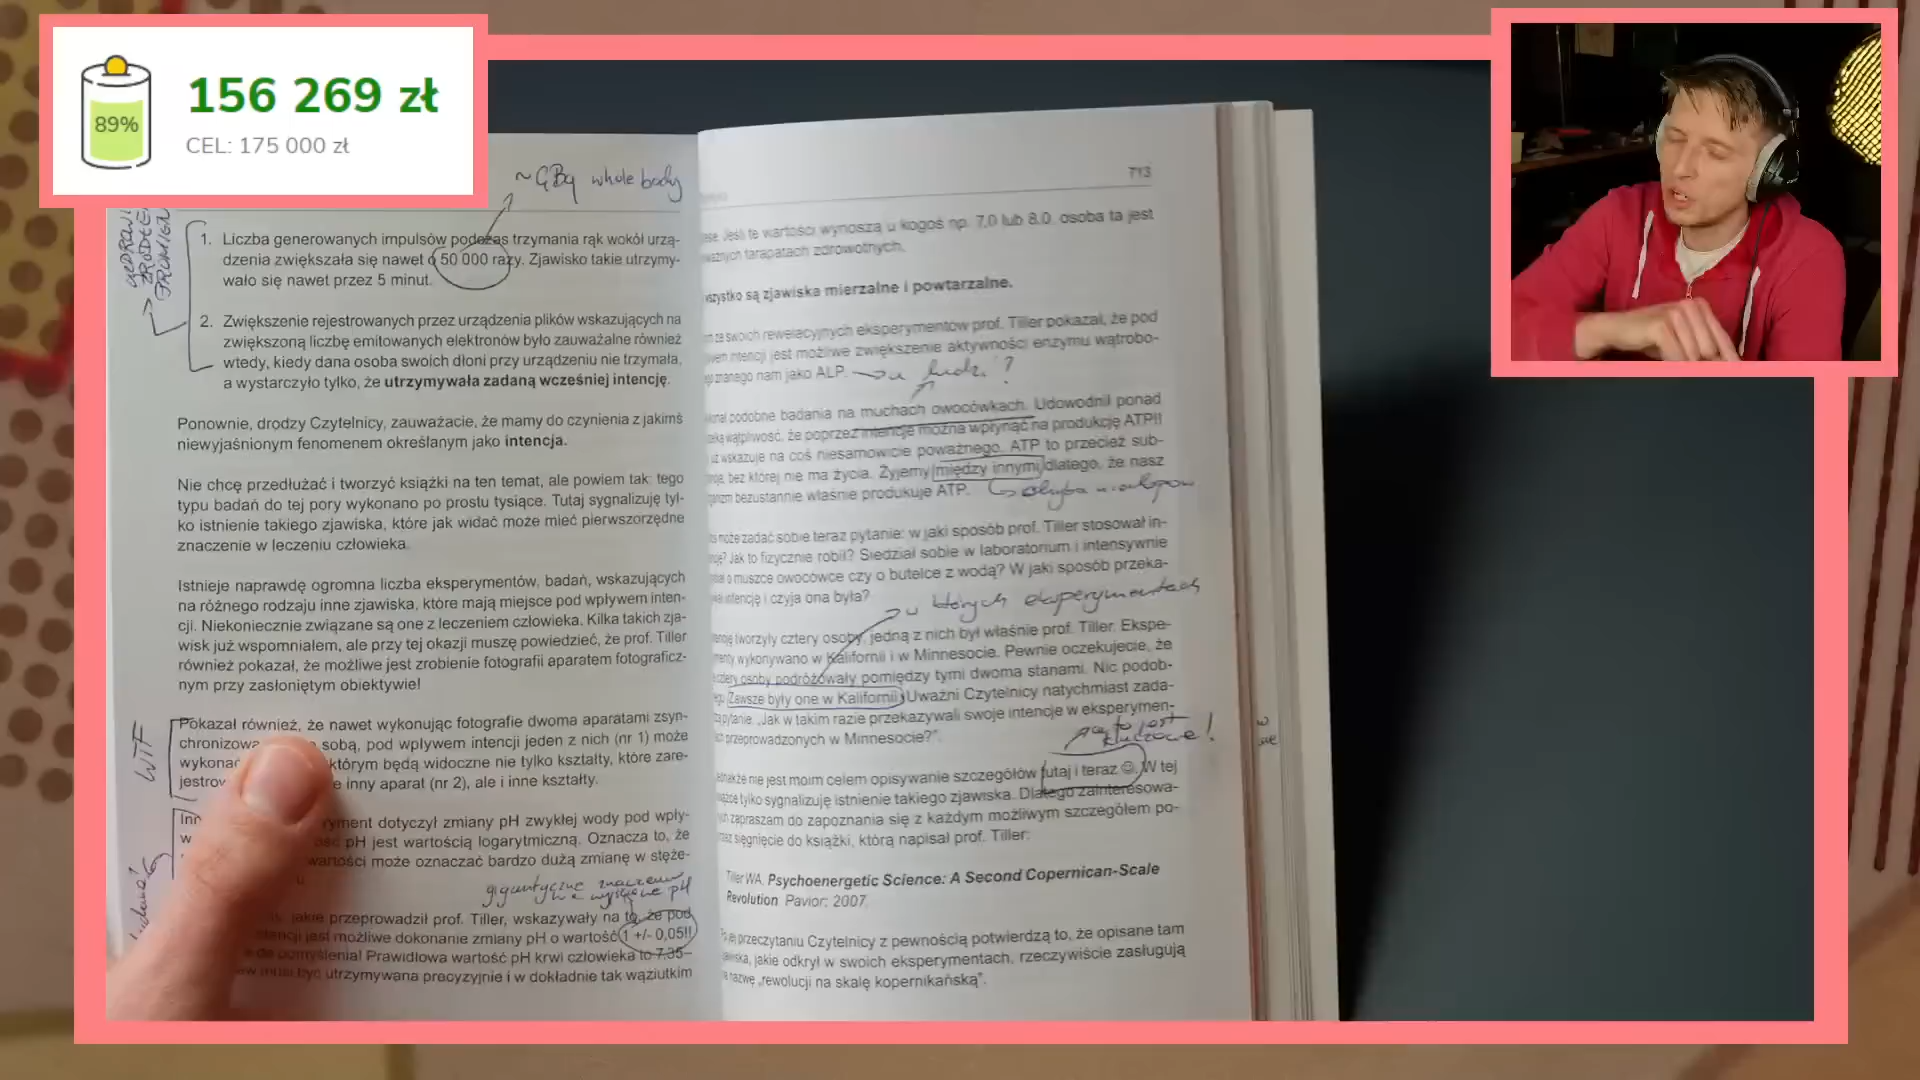 89%
156 269 zł
CEL: 175 000 zł
~GBq whole body
1. Liczba generowanych impulsów podczas trzymania rąk wokół urzą-
dzenia zwiększała się nawet o 50 000 razy. Zjawisko takie utrzymy-
wało się nawet przez 5 minut.
2. Zwiększenie rejestrowanych przez urządzenia plików wskazujących na
zwiększoną liczbę emitowanych elektronów było zauważalne również
wtedy, kiedy dana osoba swoich dłoni przy urządzeniu nie trzymała,
a wystarczyło tylko, że utrzymywała zadaną wcześniej intencję.
Ponownie, drodzy Czytelnicy, zauważacie, że mamy do czynienia z jakimś
niewyjaśnionym fenomenem określanym jako intencja.
Nie chcę przedłużać i tworzyć książki na ten temat, ale powiem tak: tego
typu badań do tej pory wykonano po prostu tysiące. Tutaj sygnalizuję tyl-
ko istnienie takiego zjawiska, które jak widać może mieć pierwszorzędne
znaczenie w leczeniu człowieka.
Istnieje naprawdę ogromna liczba eksperymentów, badań, wskazujących
na różnego rodzaju inne zjawiska, które mają miejsce pod wpływem inten-
cji. Niekoniecznie związane są one z leczeniem człowieka. Kilka takich zja-
wisk już wspomniałem, ale przy tej okazji muszę powiedzieć, że prof. Tiller
również pokazał, że możliwe jest zrobienie fotografii aparatem fotograficz-
nym przy zasłoniętym obiektywie!
WTF
Pokazał również, że nawet wykonując fotografie dwoma aparatami zsyn-
chronizowa sobą, pod wpływem intencji jeden z nich (nr 1) może
wykonać którym będą widoczne nie tylko kształty, które zare-
jestrow inny aparat (nr 2), ale i inne kształty.
ryment dotyczył zmiany pH zwykłej wody pod wpły-
pH jest wartością logarytmiczną. Oznacza to, że
wartości może oznaczać bardzo dużą zmianę w stęże-
gigantyczne znaczenie
pH
jakie przeprowadził prof. Tiller, wskazywały na to, że pod
intencji jest możliwe dokonanie zmiany pH o wartość 1 +/- 0,05!!
do pomyślenia! Prawidłowa wartość pH krwi człowieka to 7,35–
być utrzymywana precyzyjnie i w dokładnie tak wąziutkim
713
Jeśli te wartości wynoszą u kogoś np. 7,0 lub 8,0, osoba ta jest
tarapatach zdrowotnych.
wszystko są zjawiska mierzalne i powtarzalne.
ze swoich rewelacyjnych eksperymentów prof. Tiller pokazał, że pod
intencji jest możliwe zwiększenie aktywności enzymu wątrobo-
znanego nam jako ALP. u ludzi?
podobne badania na muchach owocówkach. Udowodnił ponad
wątpliwość, że poprzez intencje można wpłynąć na produkcję ATP!!
wskazuje na coś niesamowicie poważnego. ATP to przecież sub-
bez której nie ma życia. Żyjemy między innymi dlatego, że nasz
bezustannie właśnie produkuje ATP.
może zadać sobie teraz pytanie: w jaki sposób prof. Tiller stosował in-
Jak to fizycznie robił? Siedział sobie w laboratorium i intensywnie
o muszce owocówce czy o butelce z wodą? W jaki sposób przeka-
intencję i czyja ona była?
w których eksperymentach
tworzyły cztery osoby, jedną z nich był właśnie prof. Tiller. Ekspe-
wykonywano w Kalifornii i w Minnesocie. Pewnie oczekujecie, że
osoby podróżowały pomiędzy tymi dwoma stanami. Nic podob-
Zawsze były one w Kalifornii! Uważni Czytelnicy natychmiast zada-
pytanie: „Jak w takim razie przekazywali swoje intencje w eksperymen-
przeprowadzonych w Minnesocie?”.
a to jest
kluczowe!
nie jest moim celem opisywanie szczegółów tutaj i teraz ☺. W tej
tylko sygnalizuję istnienie takiego zjawiska. Dlatego zainteresowa-
zapraszam do zapoznania się z każdym możliwym szczegółem po-
sięgnięcie do książki, którą napisał prof. Tiller:
Tiller WA. Psychoenergetic Science: A Second Copernican-Scale
Revolution Pavior; 2007.
przeczytaniu Czytelnicy z pewnością potwierdzą to, że opisane tam
jakie odkrył w swoich eksperymentach, rzeczywiście zasługują
nazwę „rewolucji na skalę kopernikańską”.